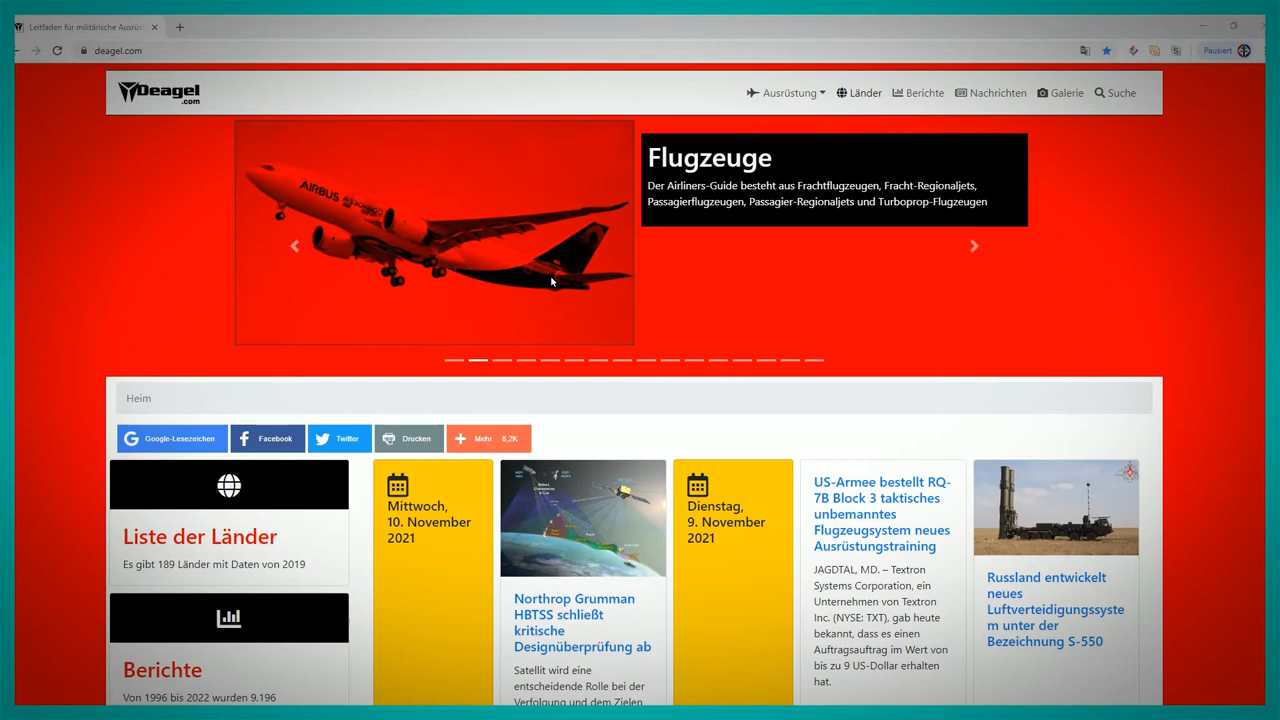 Leitfaden für militärische Ausrüs
deagel.com
Pausiert
Deagel
.com
Ausrüstung
Länder
Berichte
Nachrichten
Galerie
Suche
AIRBUS
Flugzeuge
Der Airliners-Guide besteht aus Frachtflugzeugen, Fracht-Regionaljets,
Passagierflugzeugen, Passagier-Regionaljets und Turboprop-Flugzeugen
Heim
Google-Lesezeichen
Facebook
Twitter
Drucken
Mehr 8,2K
Liste der Länder
Es gibt 189 Länder mit Daten von 2019
Berichte
Von 1996 bis 2022 wurden 9.196
Mittwoch,
10. November
2021
Northrop Grumman
HBTSS schließt
kritische
Designüberprüfung ab
Satellit wird eine
entscheidende Rolle bei der
Verfolgung und dem Zielen
Dienstag,
9. November
2021
US-Armee bestellt RQ-
7B Block 3 taktisches
unbemanntes
Flugzeugsystem neues
Ausrüstungstraining
JAGDTAL, MD. – Textron
Systems Corporation, ein
Unternehmen von Textron
Inc. (NYSE: TXT), gab heute
bekannt, dass es einen
Auftragsauftrag im Wert von
bis zu 9 US-Dollar erhalten
hat.
Russland entwickelt
neues
Luftverteidigungssyste
m unter der
Bezeichnung S-550